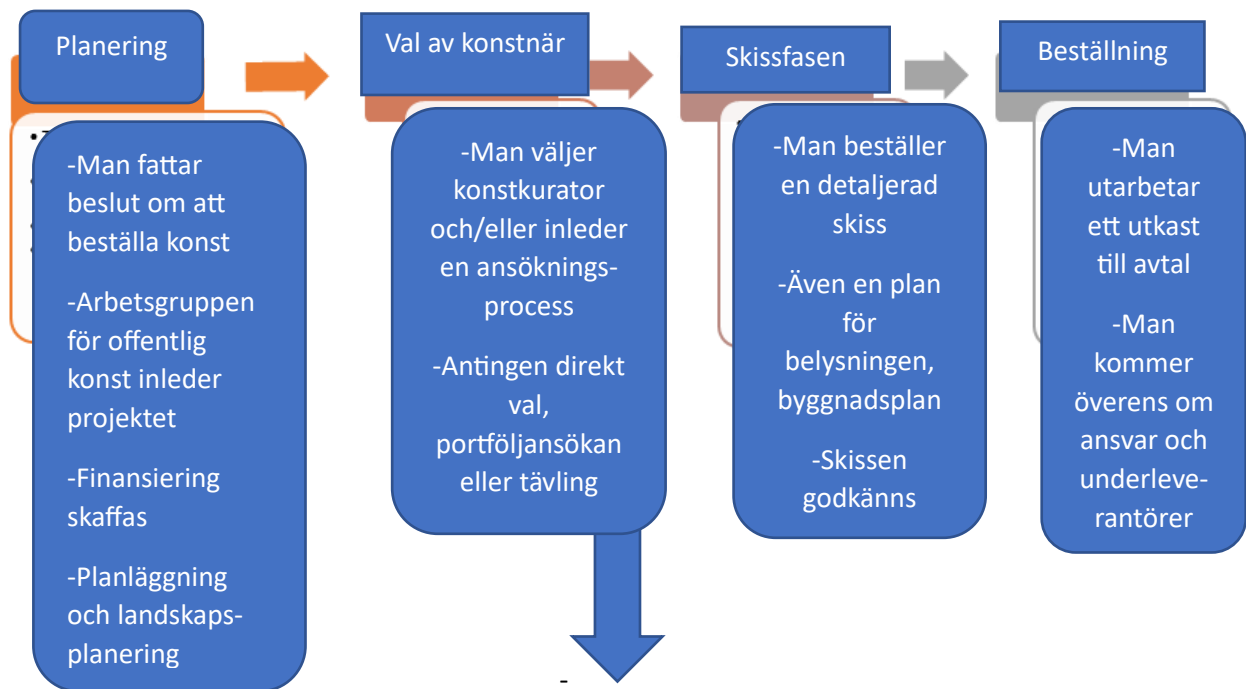 Planering
-Man fattar
beslut om att
beställa konst
-Arbetsgruppen
för offentlig
konst inleder
projektet
-Finansiering
skaffas
-Planläggning
och landskaps-
planering
Val av konstnär
-Man väljer
konstkurator
och/eller inleder
en ansöknings-
process
-Antingen direkt
val,
portföljansökan
eller tävling
Skissfasen
-Man beställer
en detaljerad
skiss
-Även en plan
för
belysningen,
byggnadsplan
-Skissen
godkänns
Beställning
-Man
utarbetar
ett utkast
till avtal
-Man
kommer
överens om
ansvar och
underleve-
rantörer
-